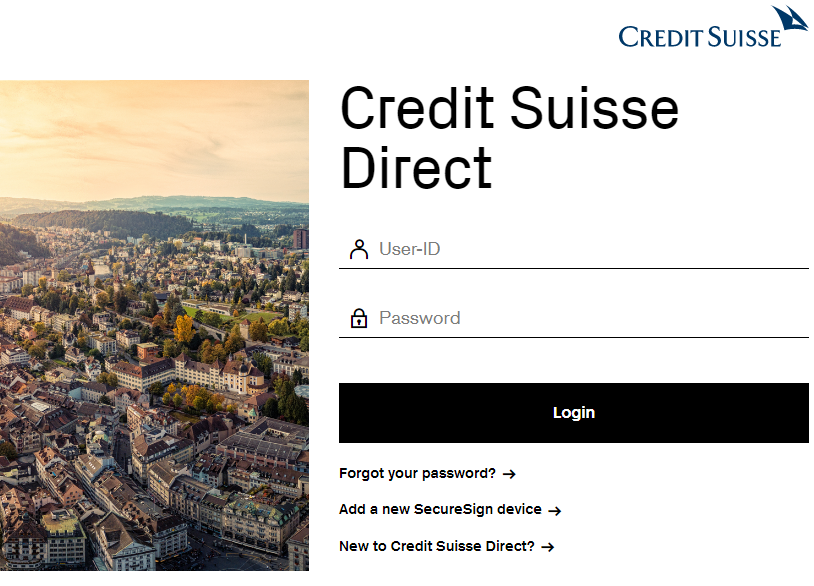 CREDIT SUISSE
Credit Suisse
Direct
User-ID
Password
Login
Forgot your password?
Add a new SecureSign device
New to Credit Suisse Direct?